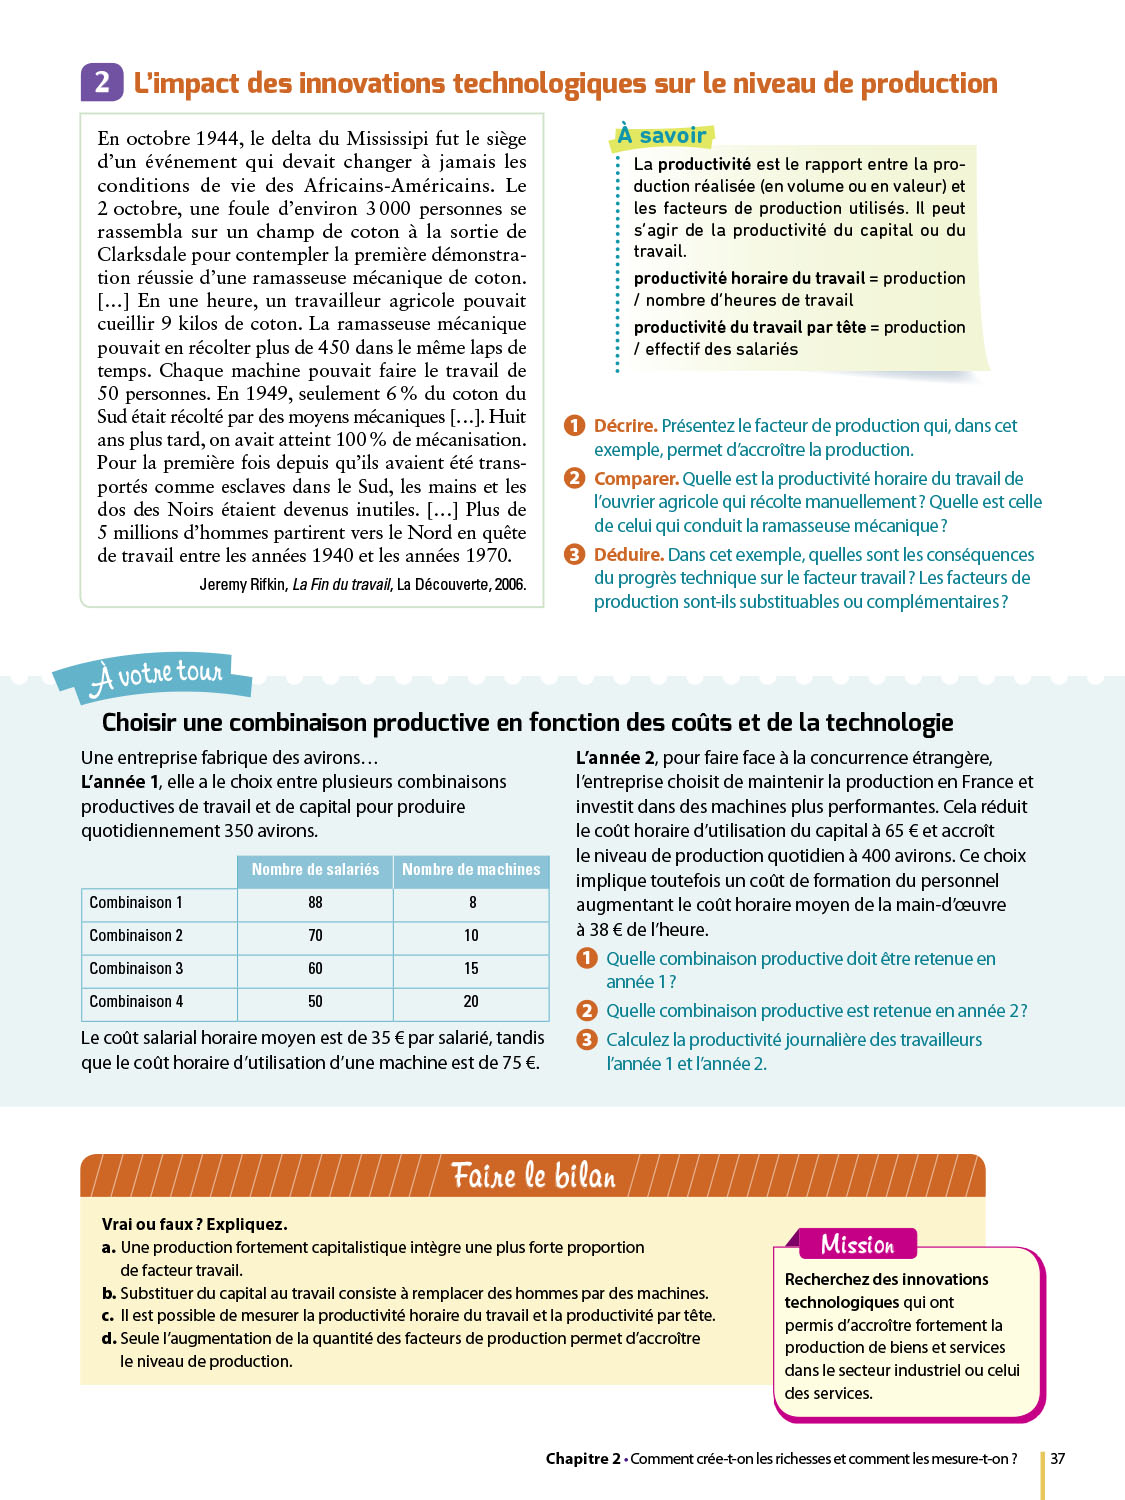 2 L'impact des innovations technologiques sur le niveau de production
En octobre 1944, le delta du Mississipi fut le siège
d'un événement qui devait changer à jamais les
conditions de vie des Africains-Américains. Le
2 octobre, une foule d'environ 3 000 personnes se
rassembla sur un champ de coton à la sortie de
Clarksdale pour contempler la première démonstra-
tion réussie d'une ramasseuse mécanique de coton.
[…] En une heure, un travailleur agricole pouvait
cueillir 9 kilos de coton. La ramasseuse mécanique
pouvait en récolter plus de 450 dans le même laps de
temps. Chaque machine pouvait faire le travail de
50 personnes. En 1949, seulement 6 % du coton du
Sud était récolté par des moyens mécaniques […]. Huit
ans plus tard, on avait atteint 100 % de mécanisation.
Pour la première fois depuis qu'ils avaient été trans-
portés comme esclaves dans le Sud, les mains et les
dos des Noirs étaient devenus inutiles. […] Plus de
5 millions d'hommes partirent vers le Nord en quête
de travail entre les années 1940 et les années 1970.
Jeremy Rifkin, La Fin du travail, La Découverte, 2006.
À savoir
La productivité est le rapport entre la pro-
duction réalisée (en volume ou en valeur) et
les facteurs de production utilisés. Il peut
s'agir de la productivité du capital ou du
travail.
productivité horaire du travail = production
/ nombre d'heures de travail
productivité du travail par tête = production
/ effectif des salariés
1 Décrire. Présentez le facteur de production qui, dans cet
exemple, permet d'accroître la production.
2 Comparer. Quelle est la productivité horaire du travail de
l'ouvrier agricole qui récolte manuellement ? Quelle est celle
de celui qui conduit la ramasseuse mécanique ?
3 Déduire. Dans cet exemple, quelles sont les conséquences
du progrès technique sur le facteur travail ? Les facteurs de
production sont-ils substituables ou complémentaires ?
À votre tour
Choisir une combinaison productive en fonction des coûts et de la technologie
Une entreprise fabrique des avirons…
L'année 1, elle a le choix entre plusieurs combinaisons
productives de travail et de capital pour produire
quotidiennement 350 avirons.
Nombre de salariés Nombre de machines
Combinaison 1 88 8
Combinaison 2 70 10
Combinaison 3 60 15
Combinaison 4 50 20
Le coût salarial horaire moyen est de 35 € par salarié, tandis
que le coût horaire d'utilisation d'une machine est de 75 €.
L'année 2, pour faire face à la concurrence étrangère,
l'entreprise choisit de maintenir la production en France et
investit dans des machines plus performantes. Cela réduit
le coût horaire d'utilisation du capital à 65 € et accroît
le niveau de production quotidien à 400 avirons. Ce choix
implique toutefois un coût de formation du personnel
augmentant le coût horaire moyen de la main-d'œuvre
à 38 € de l'heure.
1 Quelle combinaison productive doit être retenue en
année 1 ?
2 Quelle combinaison productive est retenue en année 2 ?
3 Calculez la productivité journalière des travailleurs
l'année 1 et l'année 2.
Faire le bilan
Vrai ou faux ? Expliquez.
a. Une production fortement capitalistique intègre une plus forte proportion
de facteur travail.
b. Substituer du capital au travail consiste à remplacer des hommes par des machines.
c. Il est possible de mesurer la productivité horaire du travail et la productivité par tête.
d. Seule l'augmentation de la quantité des facteurs de production permet d'accroître
le niveau de production.
Mission
Recherchez des innovations
technologiques qui ont
permis d'accroître fortement la
production de biens et services
dans le secteur industriel ou celui
des services.
Chapitre 2 • Comment crée-t-on les richesses et comment les mesure-t-on ? 37